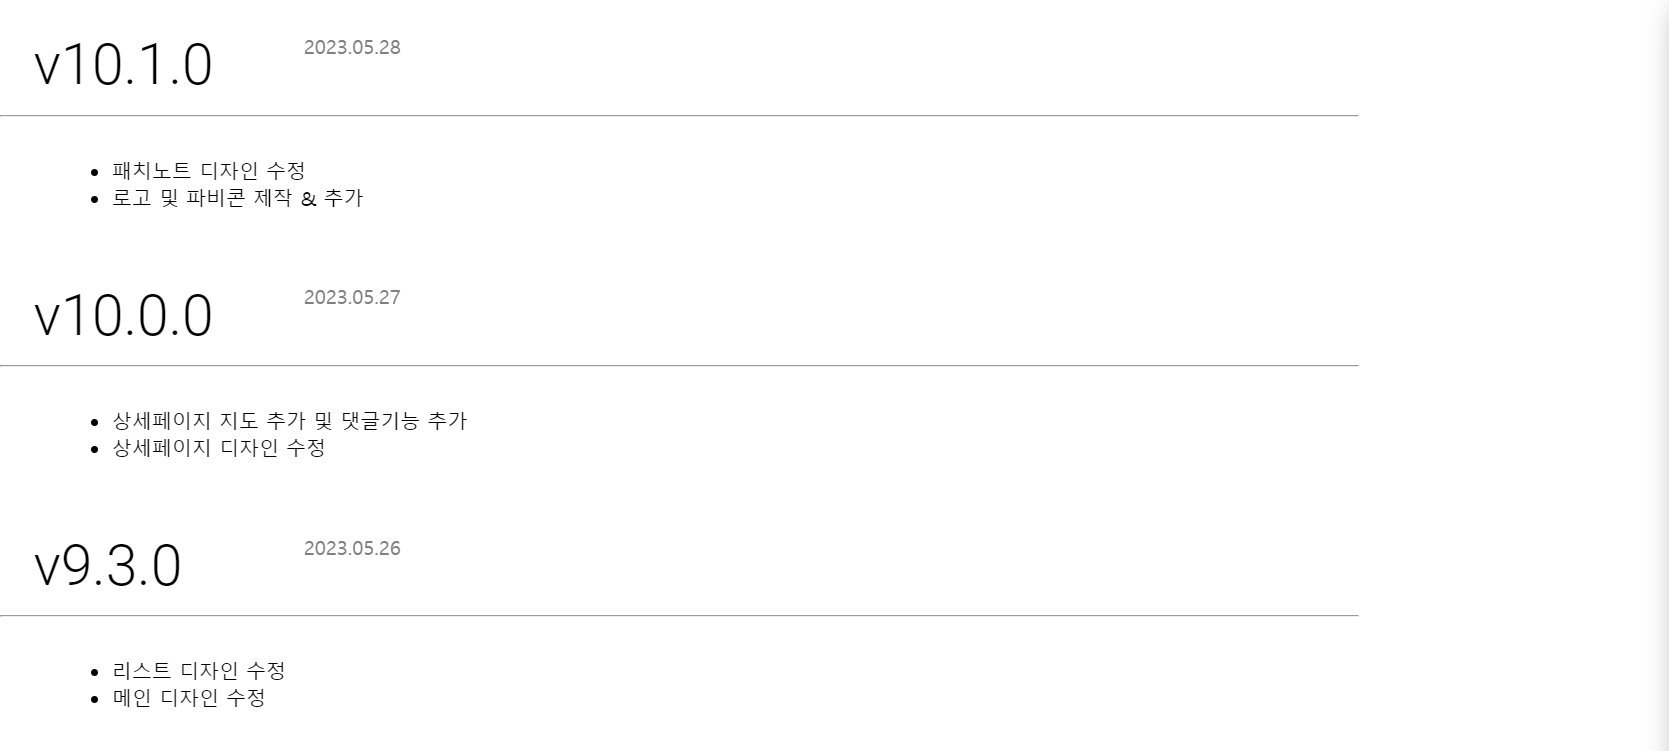 v10.1.0 2023.05.28
패치노트 디자인 수정
로고 및 파비콘 제작 & 추가
v10.0.0 2023.05.27
상세페이지 지도 추가 및 댓글기능 추가
상세페이지 디자인 수정
v9.3.0 2023.05.26
리스트 디자인 수정
메인 디자인 수정